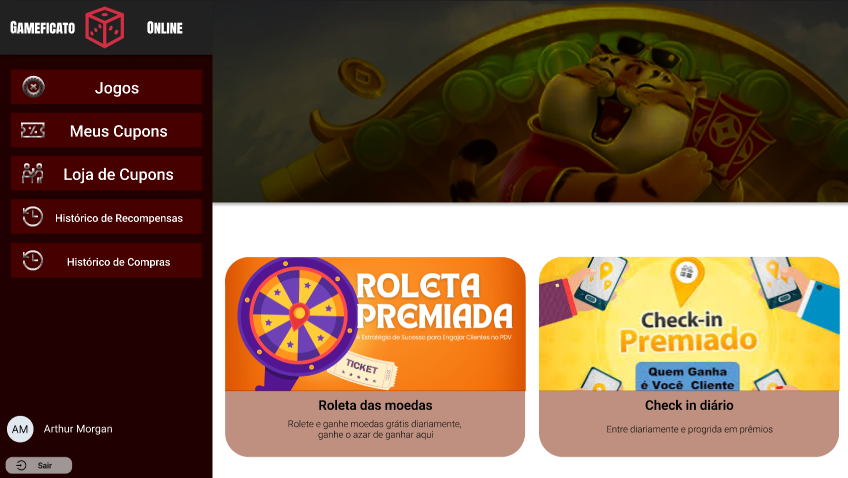 GAMEFICATO ONLINE
Jogos
Meus Cupons
Loja de Cupons
Histórico de Recompensas
Histórico de Compras
AM Arthur Morgan
Sair
ROLETA
PREMIADA
A Estratégia de Sucesso para Engajar Clientes no PDV
TICKET
Roleta das moedas
Rolete e ganhe moedas grátis diariamente,
ganhe o azar de ganhar aqui
Check-in
Premiado
Quem Ganha
é Você Cliente
Check in diário
Entre diariamente e progrida em prêmios